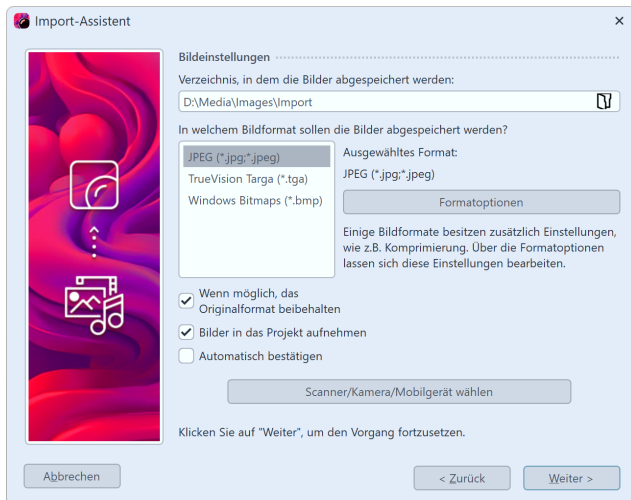 Import-Assistent
Bildeinstellungen
Verzeichnis, in dem die Bilder abgespeichert werden:
D:\Media\Images\Import
In welchem Bildformat sollen die Bilder abgespeichert werden?
JPEG (*.jpg;*.jpeg)
TrueVision Targa (*.tga)
Windows Bitmaps (*.bmp)
Ausgewähltes Format:
JPEG (*.jpg;*.jpeg)
Formatoptionen
Einige Bildformate besitzen zusätzlich Einstellungen,
wie z.B. Komprimierung. Über die Formatoptionen
lassen sich diese Einstellungen bearbeiten.
Wenn möglich, das
Originalformat beibehalten
Bilder in das Projekt aufnehmen
Automatisch bestätigen
Scanner/Kamera/Mobilgerät wählen
Klicken Sie auf "Weiter", um den Vorgang fortzusetzen.
Abbrechen
< Zurück
Weiter >